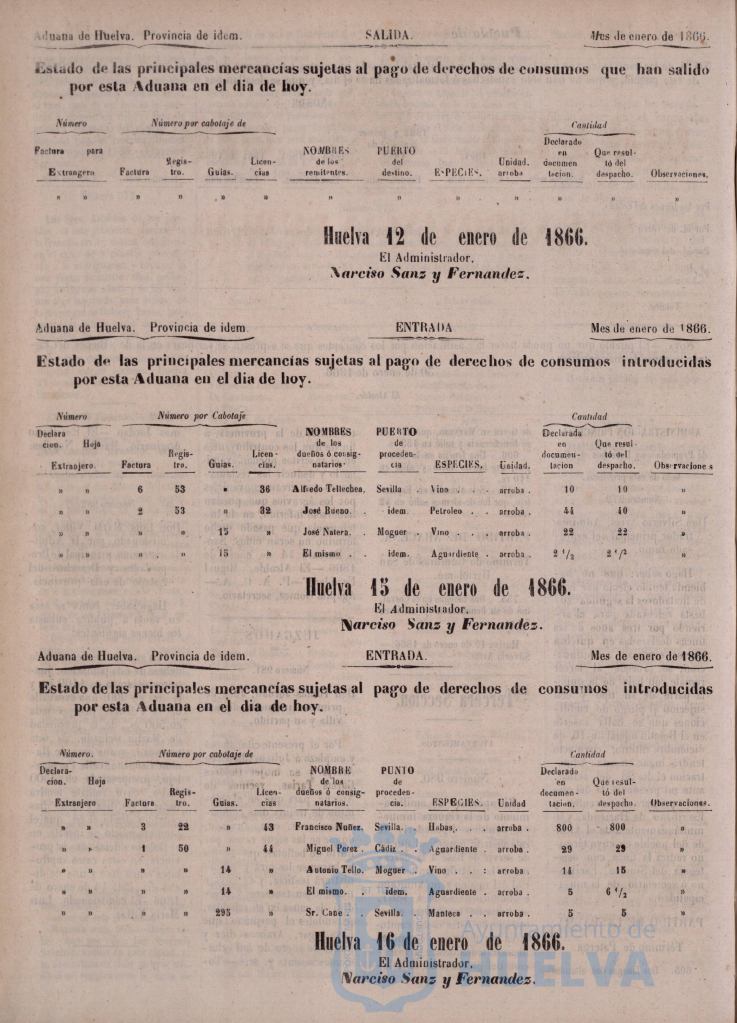 Aduana de Huelva. Provincia de idem. SALIDA. Mes de enero de 1866.
Estado de las principales mercancías sujetas al pago de derechos de consumos que han salido
por esta Aduana en el dia de hoy.
Número Número por cabotaje de Cantidad
Factura para Regis- Licen- NOMBRES PUERTO Unidad. Declarado en Que resul-
de los del documen tó del
Extrangero Factura tro. Guias. cias remitentes. destino. ESPECIES. arroba tacion. despacho. Observaciones.
» » » » » » » » » » » » »
Huelva 12 de enero de 1866.
El Administrador,
Narciso Sanz y Fernandez.
Aduana de Huelva. Provincia de idem. ENTRADA Mes de enero de 1866.
Estado de las principales mercancías sujetas al pago de derechos de consumos introducidas
por esta Aduana en el dia de hoy.
Número Número por Cabotaje Cantidad
Declara NOMBRES PUERTO Declarada
cion. Hoja de los de en Que resul-
Regis- Licen- dueños ó consig- proceden- documen- tó del
Extranjero. Factura tro. Guias. cias. natarios. cia ESPECIES. Unidad. tacion despacho. Observaciones
» » 6 53 » 36 Alfredo Tellechea. Sevilla . Vino . . . arroba . 10 10 »
» » 2 53 » 32 José Bueno. . idem. Petroleo . . arroba. 44 40 »
» » » » 15 » José Natera. . Moguer . Vino . . . arroba . 22 22 »
» » » » 15 » El mismo . . idem. Aguardiente . arroba. 2 1/2 2 1/2 »
Huelva 15 de enero de 1866.
El Administrador,
Narciso Sanz y Fernandez.
Aduana de Huelva. Provincia de idem. ENTRADA. Mes de enero de 1866.
Estado de las principales mercancías sujetas al pago de derechos de consumos introducidas
por esta Aduana en el dia de hoy.
Número. Número por cabotaje de Cantidad
Declara- NOMBRE PUNTO Declarado
cion. Hoja de los de en Que resul-
Regis- Licen- dueños ó consig- proceden- documen- tó del
Extranjero Factura tro. Guias. cias natarios. cia. ESPECIES. Unidad tacion. despacho. Observaciones.
» » 3 22 » 43 Francisco Nuñez. Sevilla. Habas. . . arroba . 800 800 »
» » 1 50 » 44 Miguel Perez . Cádiz . Aguardiente . arroba . 29 29 »
» » » » 14 » Antonio Tello. Moguer . Vino . . : arroba . 14 15 »
» » » » 14 » El mismo. . idem. Aguardiente . arroba . 5 6 1/2 »
» » » » 295 » Sr. Cane . . Sevilla. Manteca . . arroba . 5 5 »
Huelva 16 de enero de 1866.
El Administrador,
Narciso Sanz y Fernandez.
Ayuntamiento de
HUELVA